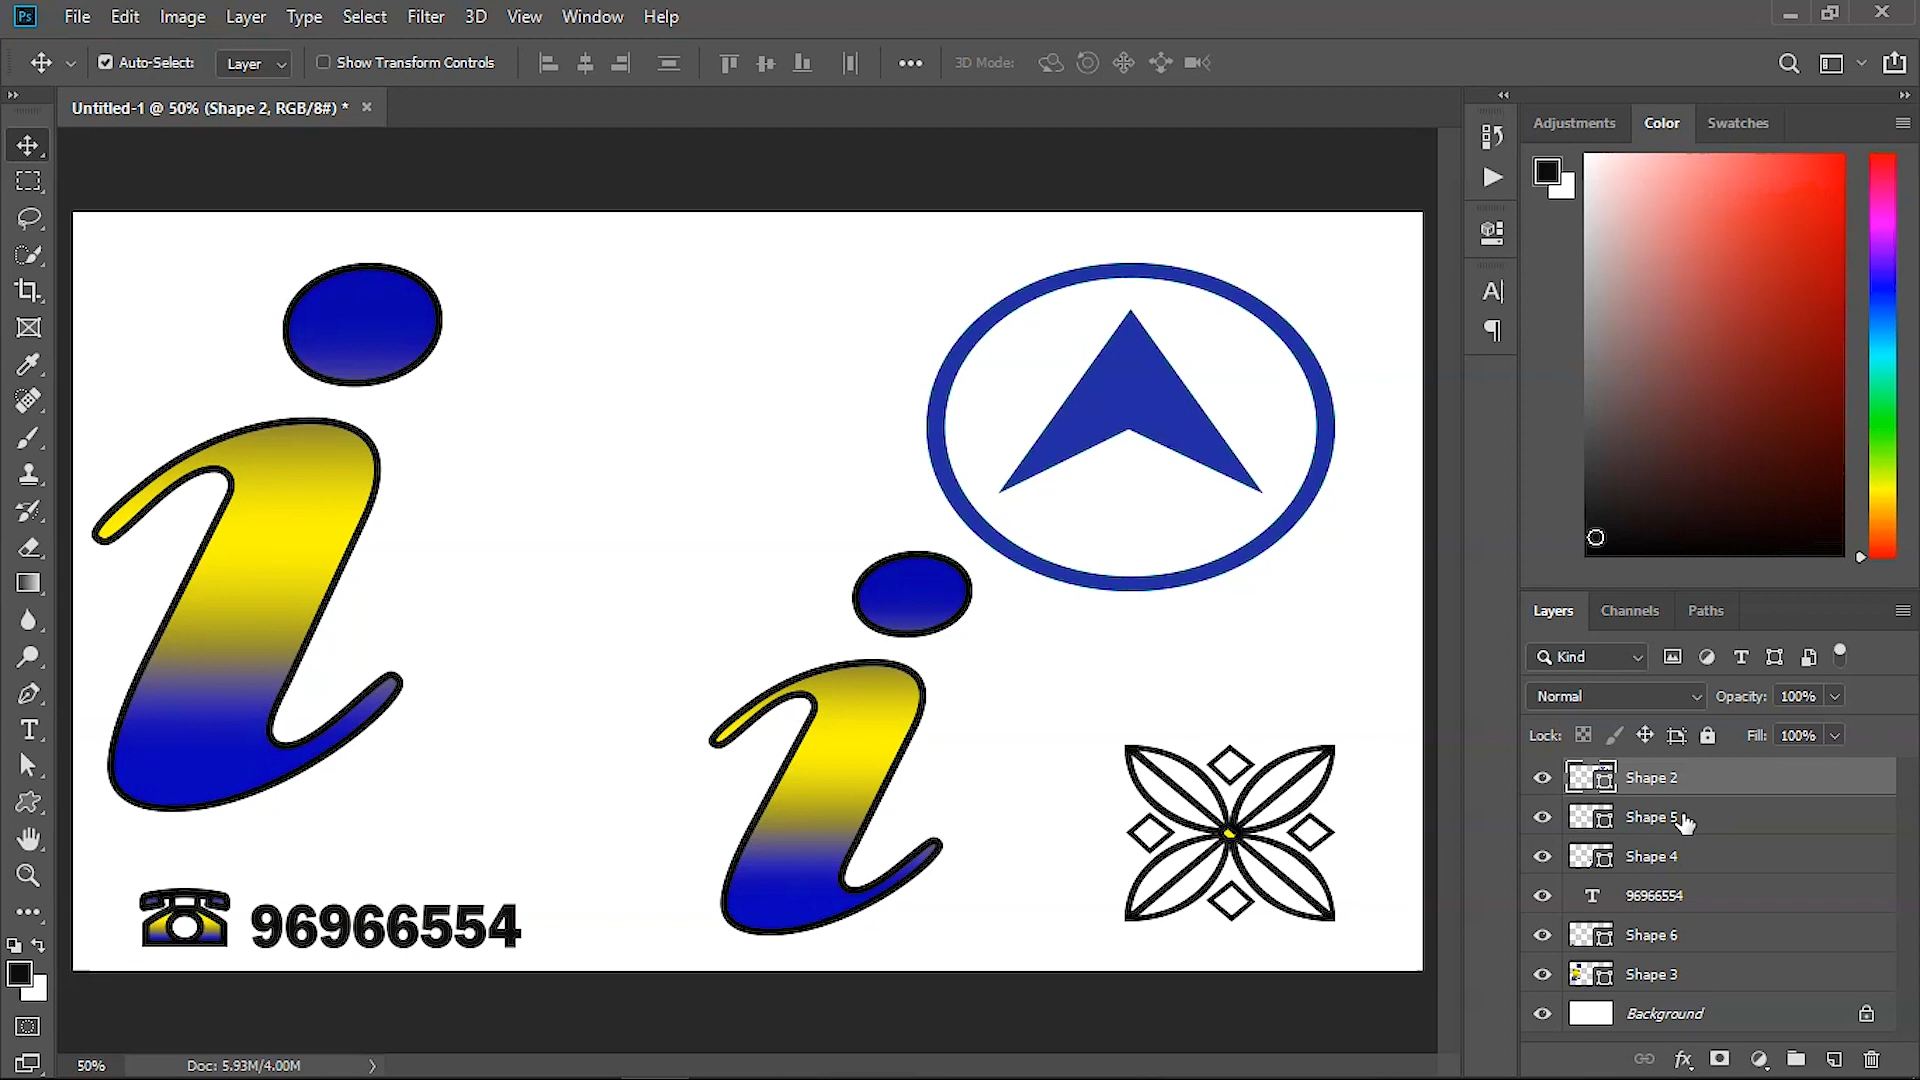 Ps File Edit Image Layer Type Select Filter 3D View Window Help
Auto-Select: Layer Show Transform Controls 3D Mode:
Untitled-1 @ 50% (Shape 2, RGB/8#) *
Adjustments Color Swatches
i
i
96966554
Layers Channels Paths
Kind
Normal Opacity: 100%
Lock: Fill: 100%
Shape 2
Shape 5
Shape 4
96966554
Shape 6
Shape 3
Background
fx
50% Doc: 5.93M/4.00M